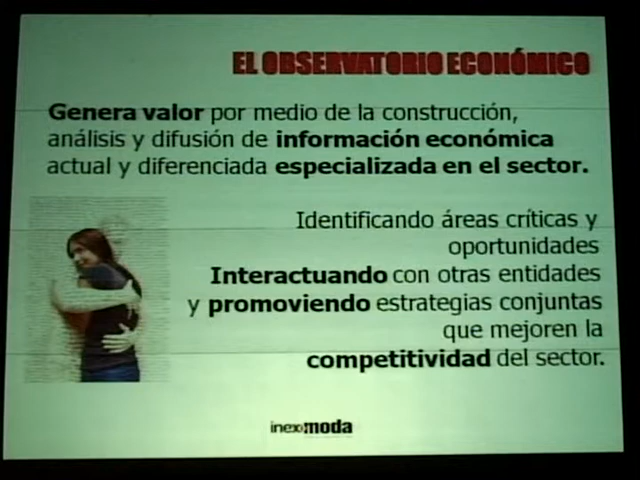 EL OBSERVATORIO ECONÓMICO
Genera valor por medio de la construcción,
análisis y difusión de información económica
actual y diferenciada especializada en el sector.
Identificando áreas críticas y
oportunidades
Interactuando con otras entidades
y promoviendo estrategias conjuntas
que mejoren la
competitividad del sector.
inexmoda